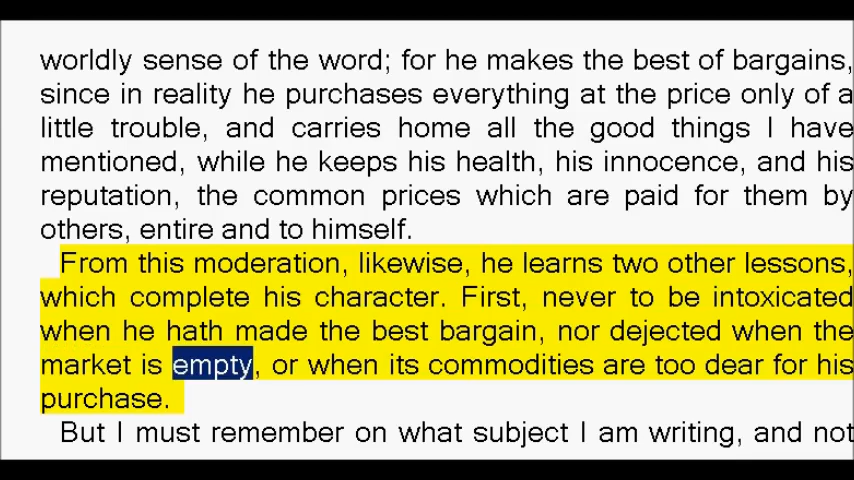 worldly sense of the word; for he makes the best of bargains,
since in reality he purchases everything at the price only of a
little trouble, and carries home all the good things I have
mentioned, while he keeps his health, his innocence, and his
reputation, the common prices which are paid for them by
others, entire and to himself.
From this moderation, likewise, he learns two other lessons,
which complete his character. First, never to be intoxicated
when he hath made the best bargain, nor dejected when the
market is empty, or when its commodities are too dear for his
purchase.
But I must remember on what subject I am writing, and not